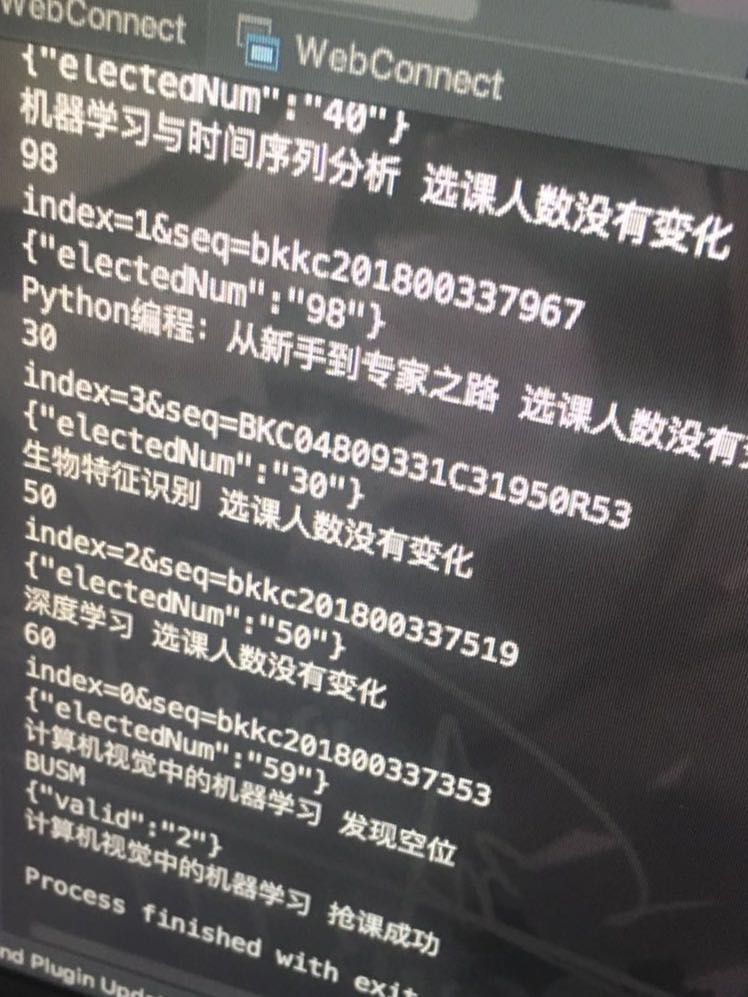 WebConnect
WebConnect
{"electedNum":"40"}
机器学习与时间序列分析 选课人数没有变化
98
index=1&seq=bkkc201800337967
{"electedNum":"98"}
Python编程：从新手到专家之路 选课人数没有
30
index=3&seq=BKC04809331C31950R53
{"electedNum":"30"}
生物特征识别 选课人数没有变化
50
index=2&seq=bkkc201800337519
{"electedNum":"50"}
深度学习 选课人数没有变化
60
index=0&seq=bkkc201800337353
{"electedNum":"59"}
计算机视觉中的机器学习 发现空位
BUSM
{"valid":"2"}
计算机视觉中的机器学习 抢课成功
Process finished with exit
nd Plugin Upd